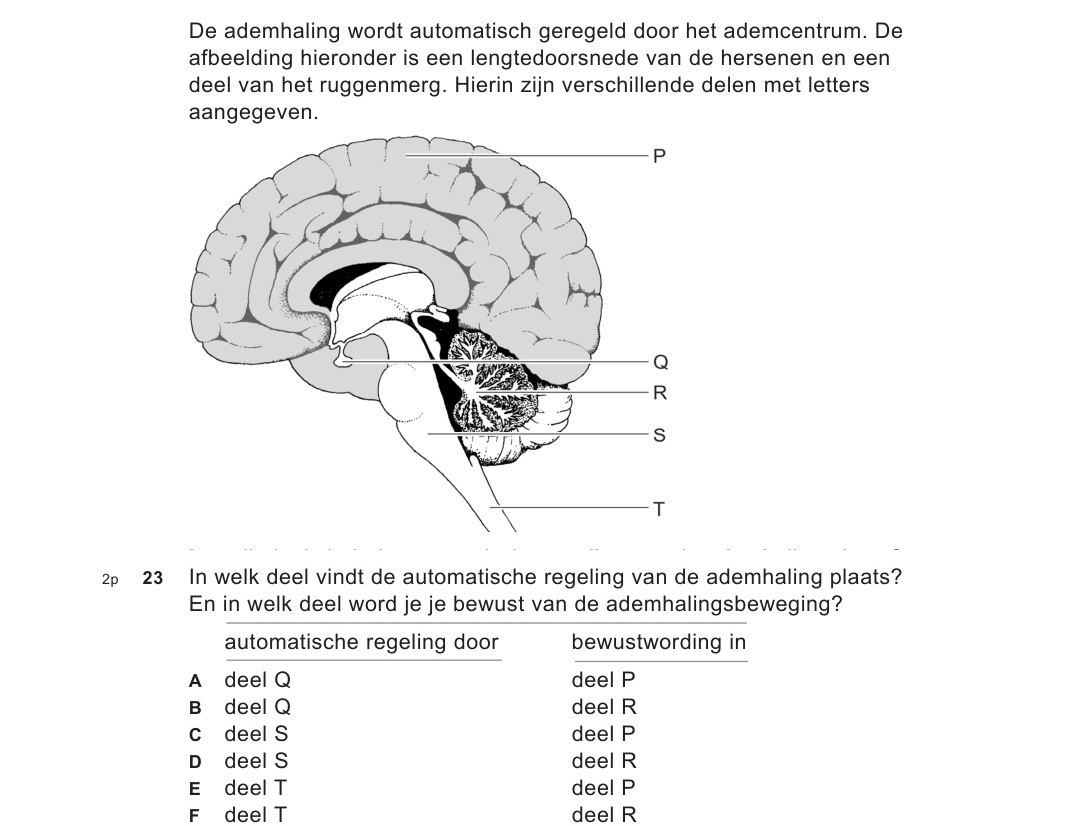 De ademhaling wordt automatisch geregeld door het ademcentrum. De
afbeelding hieronder is een lengtedoorsnede van de hersenen en een
deel van het ruggenmerg. Hierin zijn verschillende delen met letters
aangegeven.
P
Q
R
S
T
2p 23 In welk deel vindt de automatische regeling van de ademhaling plaats?
En in welk deel word je je bewust van de ademhalingsbeweging?
automatische regeling door bewustwording in
A deel Q deel P
B deel Q deel R
C deel S deel P
D deel S deel R
E deel T deel P
F deel T deel R